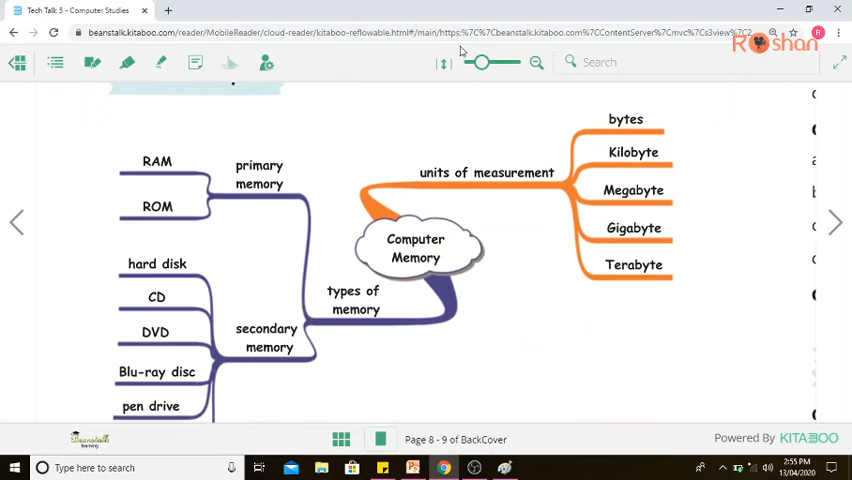 Tech Talk 5 - Computer Studies
beanstalk.kitaboo.com/reader/MobileReader/cloud-reader/kitaboo-reflowable.html#/main/https:%7C%7Cbeanstalk.kitaboo.com%7CContentServer%7Cmvc%7Cs3view%7C2
Roshan
Search
bytes
RAM
primary
memory
units of measurement
Kilobyte
Megabyte
ROM
Computer
Memory
Gigabyte
Terabyte
hard disk
CD
types of
memory
DVD
secondary
memory
Blu-ray disc
pen drive
Beanstalk
learning
Page 8 - 9 of BackCover
Powered By KITABOO
Type here to search
2:55 PM
13/04/2020